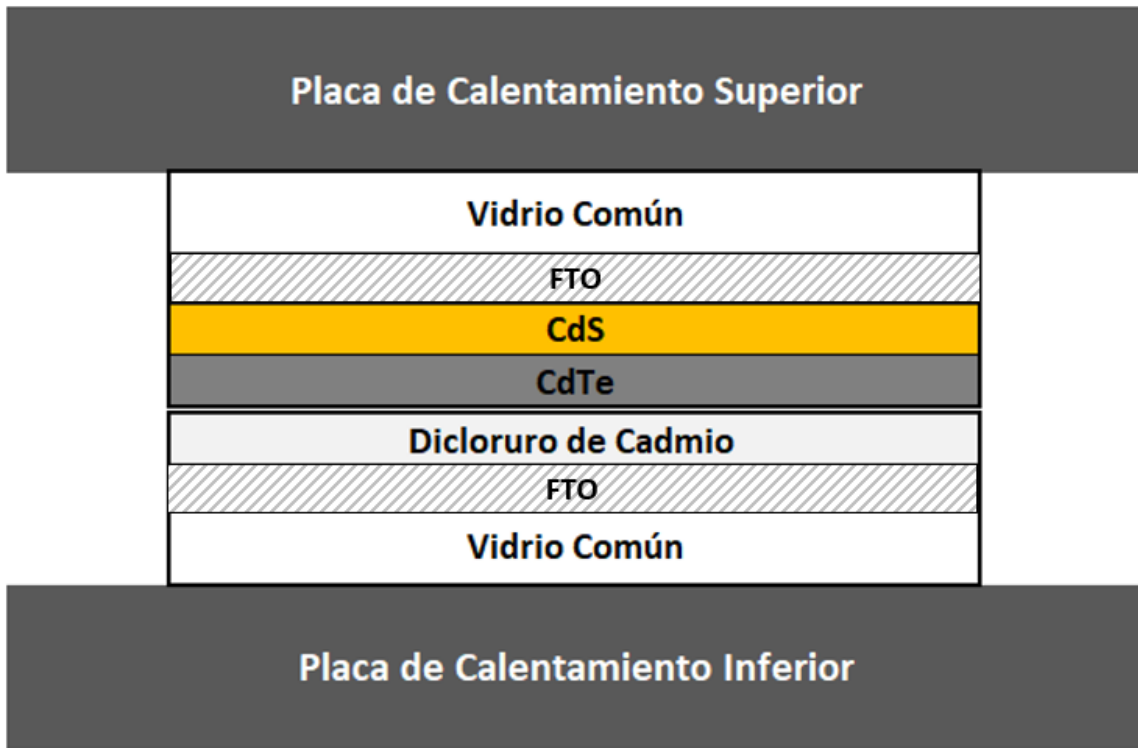 Placa de Calentamiento Superior
Vidrio Común
FTO
CdS
CdTe
Dicloruro de Cadmio
FTO
Vidrio Común
Placa de Calentamiento Inferior